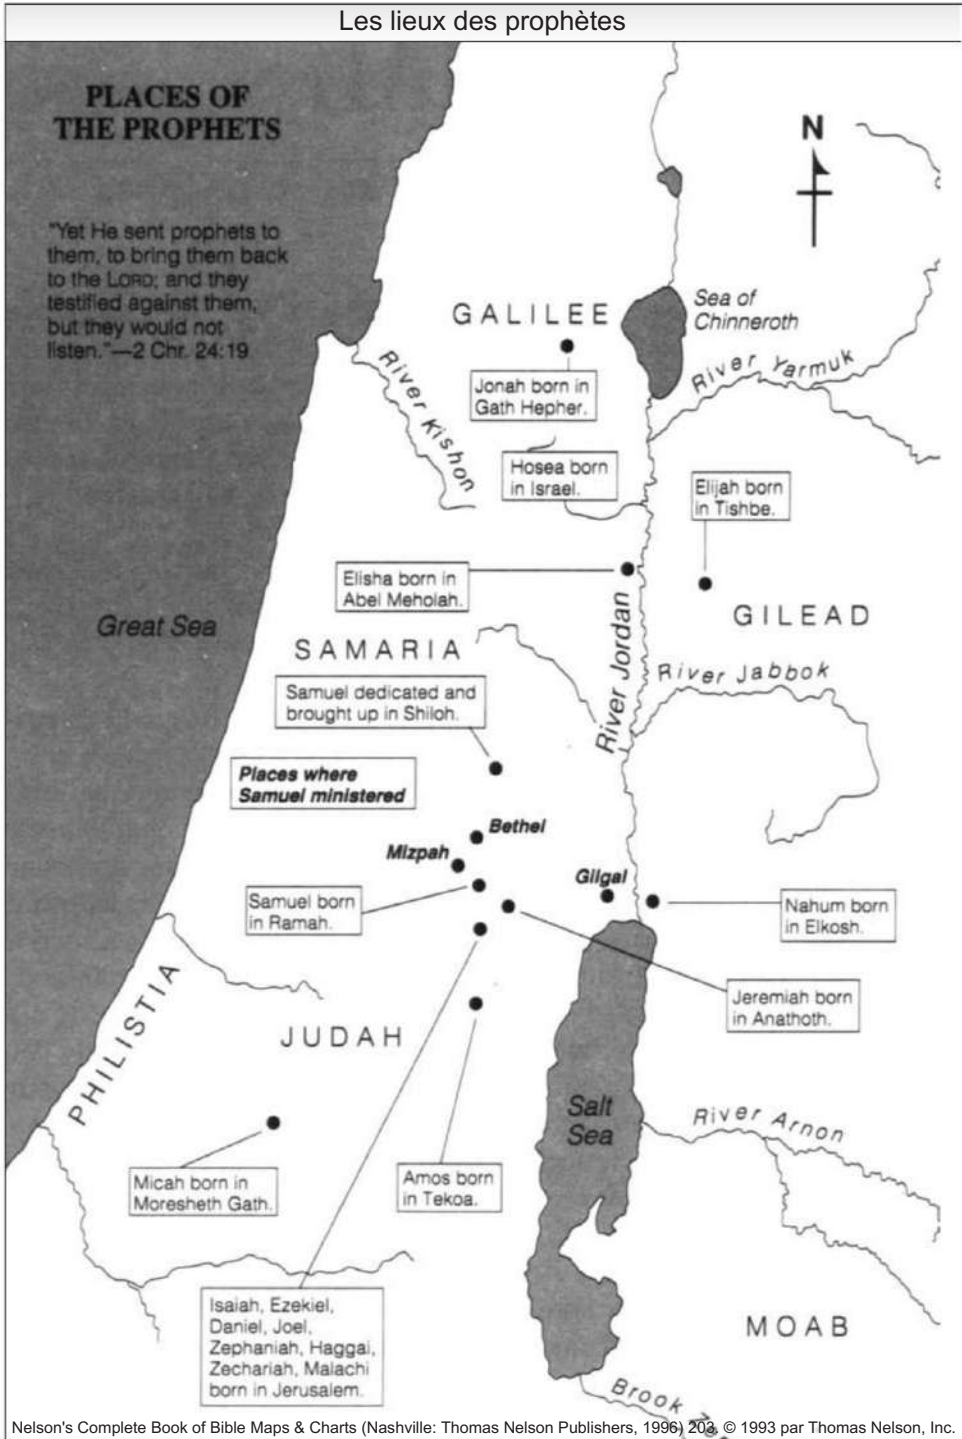 Les lieux des prophètes
PLACES OF
THE PROPHETS
"Yet He sent prophets to
them, to bring them back
to the LORD; and they
testified against them,
but they would not
listen."—2 Chr. 24:19
N
GALILEE
Sea of
Chinneroth
River Yarmuk
River Kishon
Jonah born in
Gath Hepher.
Hosea born
in Israel.
Elijah born
in Tishbe.
Elisha born in
Abel Meholah.
GILEAD
Great Sea
River Jordan
SAMARIA
River Jabbok
Samuel dedicated and
brought up in Shiloh.
Places where
Samuel ministered
Bethel
Mizpah
Gilgal
Samuel born
in Ramah.
Nahum born
in Elkosh.
PHILISTIA
Jeremiah born
in Anathoth.
JUDAH
Salt
Sea
River Arnon
Micah born in
Moresheth Gath.
Amos born
in Tekoa.
Isaiah, Ezekiel,
Daniel, Joel,
Zephaniah, Haggai,
Zechariah, Malachi
born in Jerusalem.
MOAB
Brook
Nelson's Complete Book of Bible Maps & Charts (Nashville: Thomas Nelson Publishers, 1996) 203. © 1993 par Thomas Nelson, Inc.